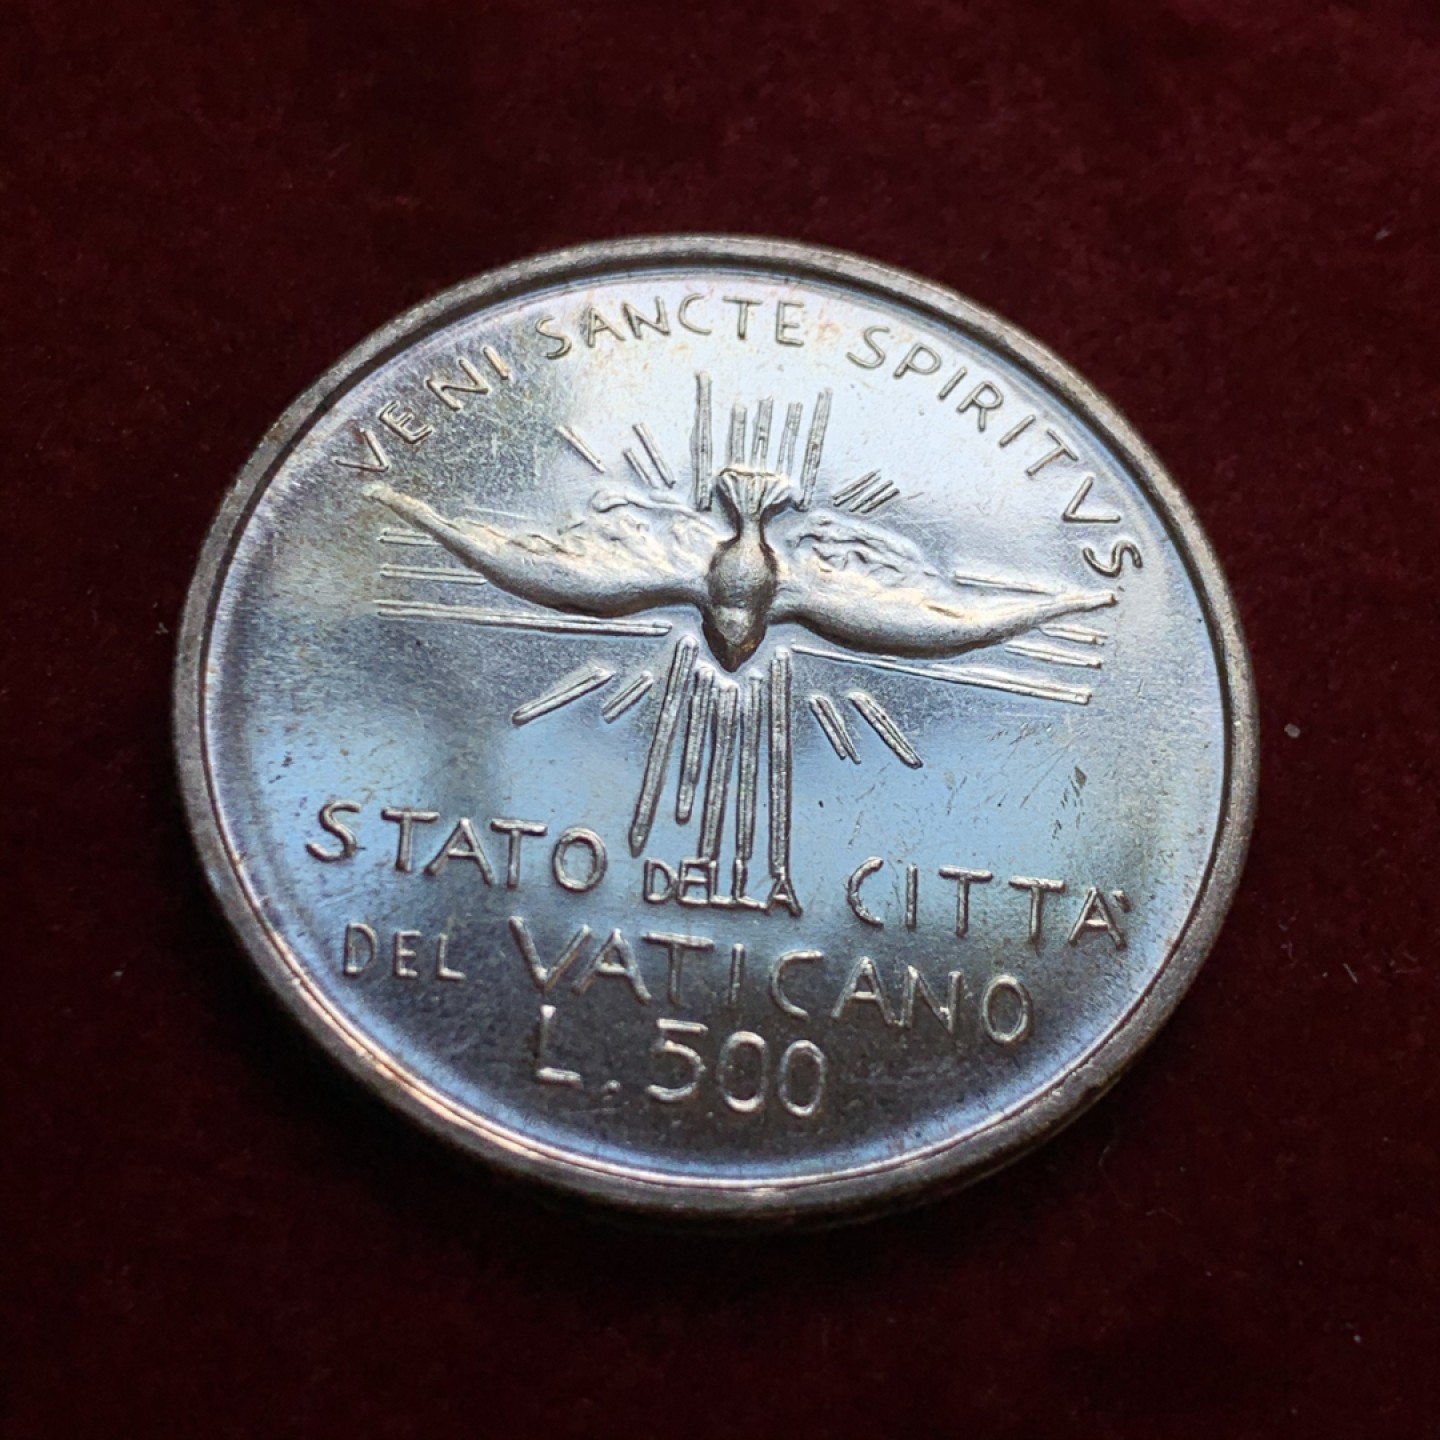 VENI SANCTE SPIRITVS
STATO DELLA CITTA'
DEL VATICANO
L. 500